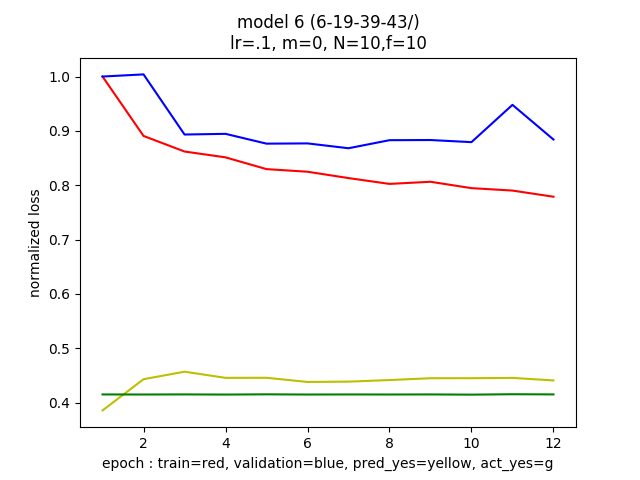 model 6 (6-19-39-43/)
lr=.1, m=0, N=10,f=10
1.0
0.9
0.8
0.7
0.6
0.5
0.4
normalized loss
2 4 6 8 10 12
epoch : train=red, validation=blue, pred_yes=yellow, act_yes=g